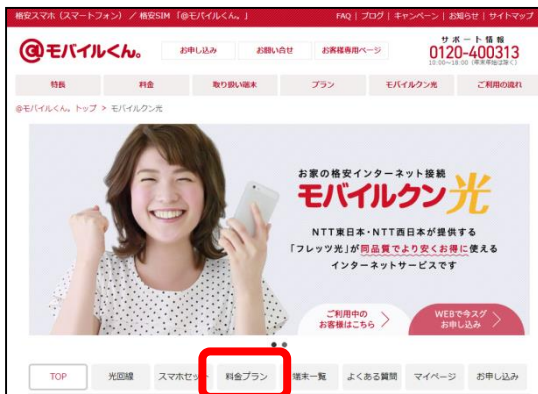 格安スマホ（スマートフォン）／ 格安SIM 「@モバイルくん。」
FAQ｜ブログ｜キャンペーン｜お知らせ｜サイトマップ
@モバイルくん。
お申し込み
お問い合せ
お客様専用ページ
サポート情報
0120-400313
10:00～18:00（年末年始は除く）
特長
料金
取り扱い端末
プラン
モバイルクン光
ご利用の流れ
@モバイルくん。トップ > モバイルクン光
お家の格安インターネット接続
モバイルクン光
NTT東日本・NTT西日本が提供する
「フレッツ光」が同品質でより安くお得に使える
インターネットサービスです
ご利用中の
お客様はこちら
WEBで今スグ
お申し込み
TOP
光回線
スマホセット
料金プラン
端末一覧
よくある質問
マイページ
お申し込み